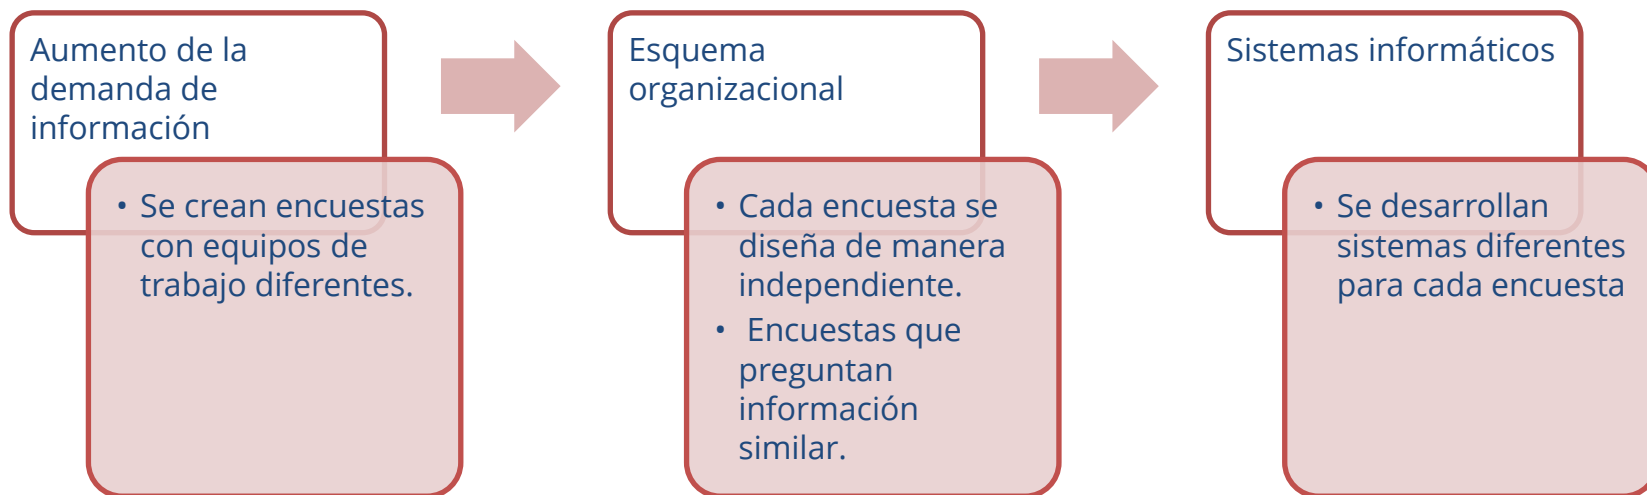 Aumento de la
demanda de
información
• Se crean encuestas
con equipos de
trabajo diferentes.
Esquema
organizacional
• Cada encuesta se
diseña de manera
independiente.
• Encuestas que
preguntan
información
similar.
Sistemas informáticos
• Se desarrollan
sistemas diferentes
para cada encuesta